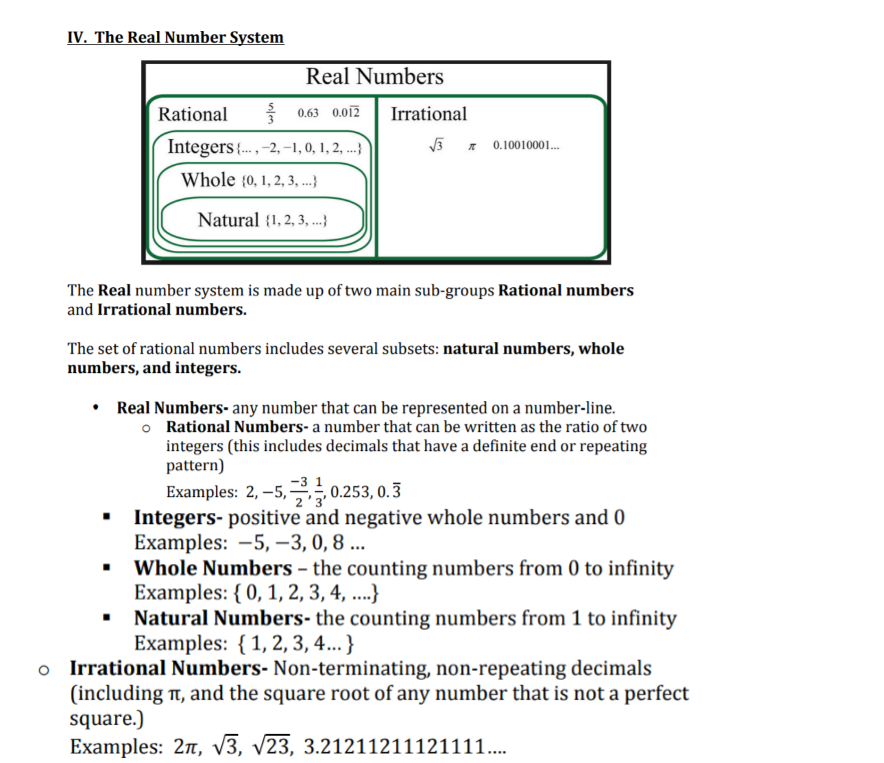 IV. The Real Number System
Real Numbers
Rational 5/3 0.63 0.01̅2̅ Irrational
Integers {… , −2, −1, 0, 1, 2, …} √3 π 0.10010001…
Whole {0, 1, 2, 3, …}
Natural {1, 2, 3, …}
The Real number system is made up of two main sub-groups Rational numbers
and Irrational numbers.
The set of rational numbers includes several subsets: natural numbers, whole
numbers, and integers.
• Real Numbers- any number that can be represented on a number-line.
o Rational Numbers- a number that can be written as the ratio of two
integers (this includes decimals that have a definite end or repeating
pattern)
Examples: 2, −5, −3/2, 1/3, 0.253, 0.3̅
▪ Integers- positive and negative whole numbers and 0
Examples: −5, −3, 0, 8 …
▪ Whole Numbers – the counting numbers from 0 to infinity
Examples: { 0, 1, 2, 3, 4, ….}
▪ Natural Numbers- the counting numbers from 1 to infinity
Examples: { 1, 2, 3, 4… }
o Irrational Numbers- Non-terminating, non-repeating decimals
(including π, and the square root of any number that is not a perfect
square.)
Examples: 2π, √3, √23, 3.21211211121111….